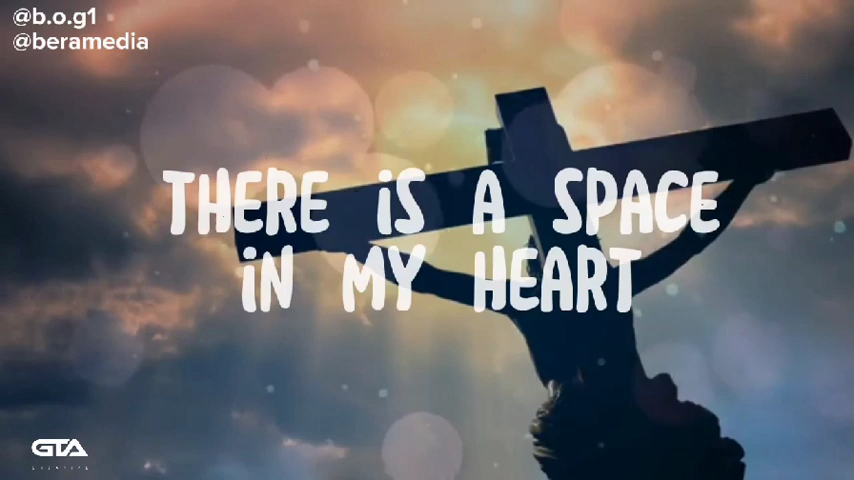 @b.o.g1
@beramedia
THERE iS A SPACE
iN MY HEART
GTA